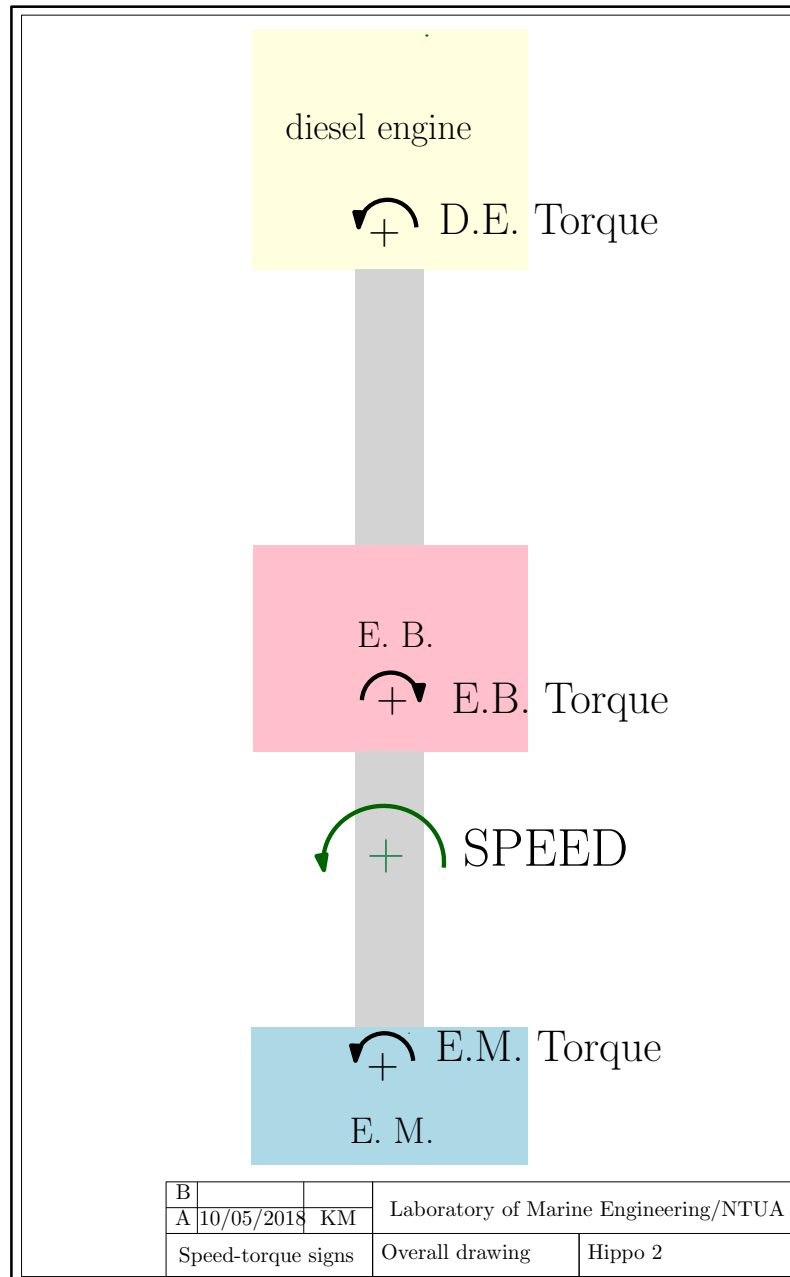 diesel engine
+ D.E. Torque
E. B.
+ E.B. Torque
+ SPEED
+ E.M. Torque
E. M.
B
A 10/05/2018 KM
Laboratory of Marine Engineering/NTUA
Speed-torque signs Overall drawing Hippo 2